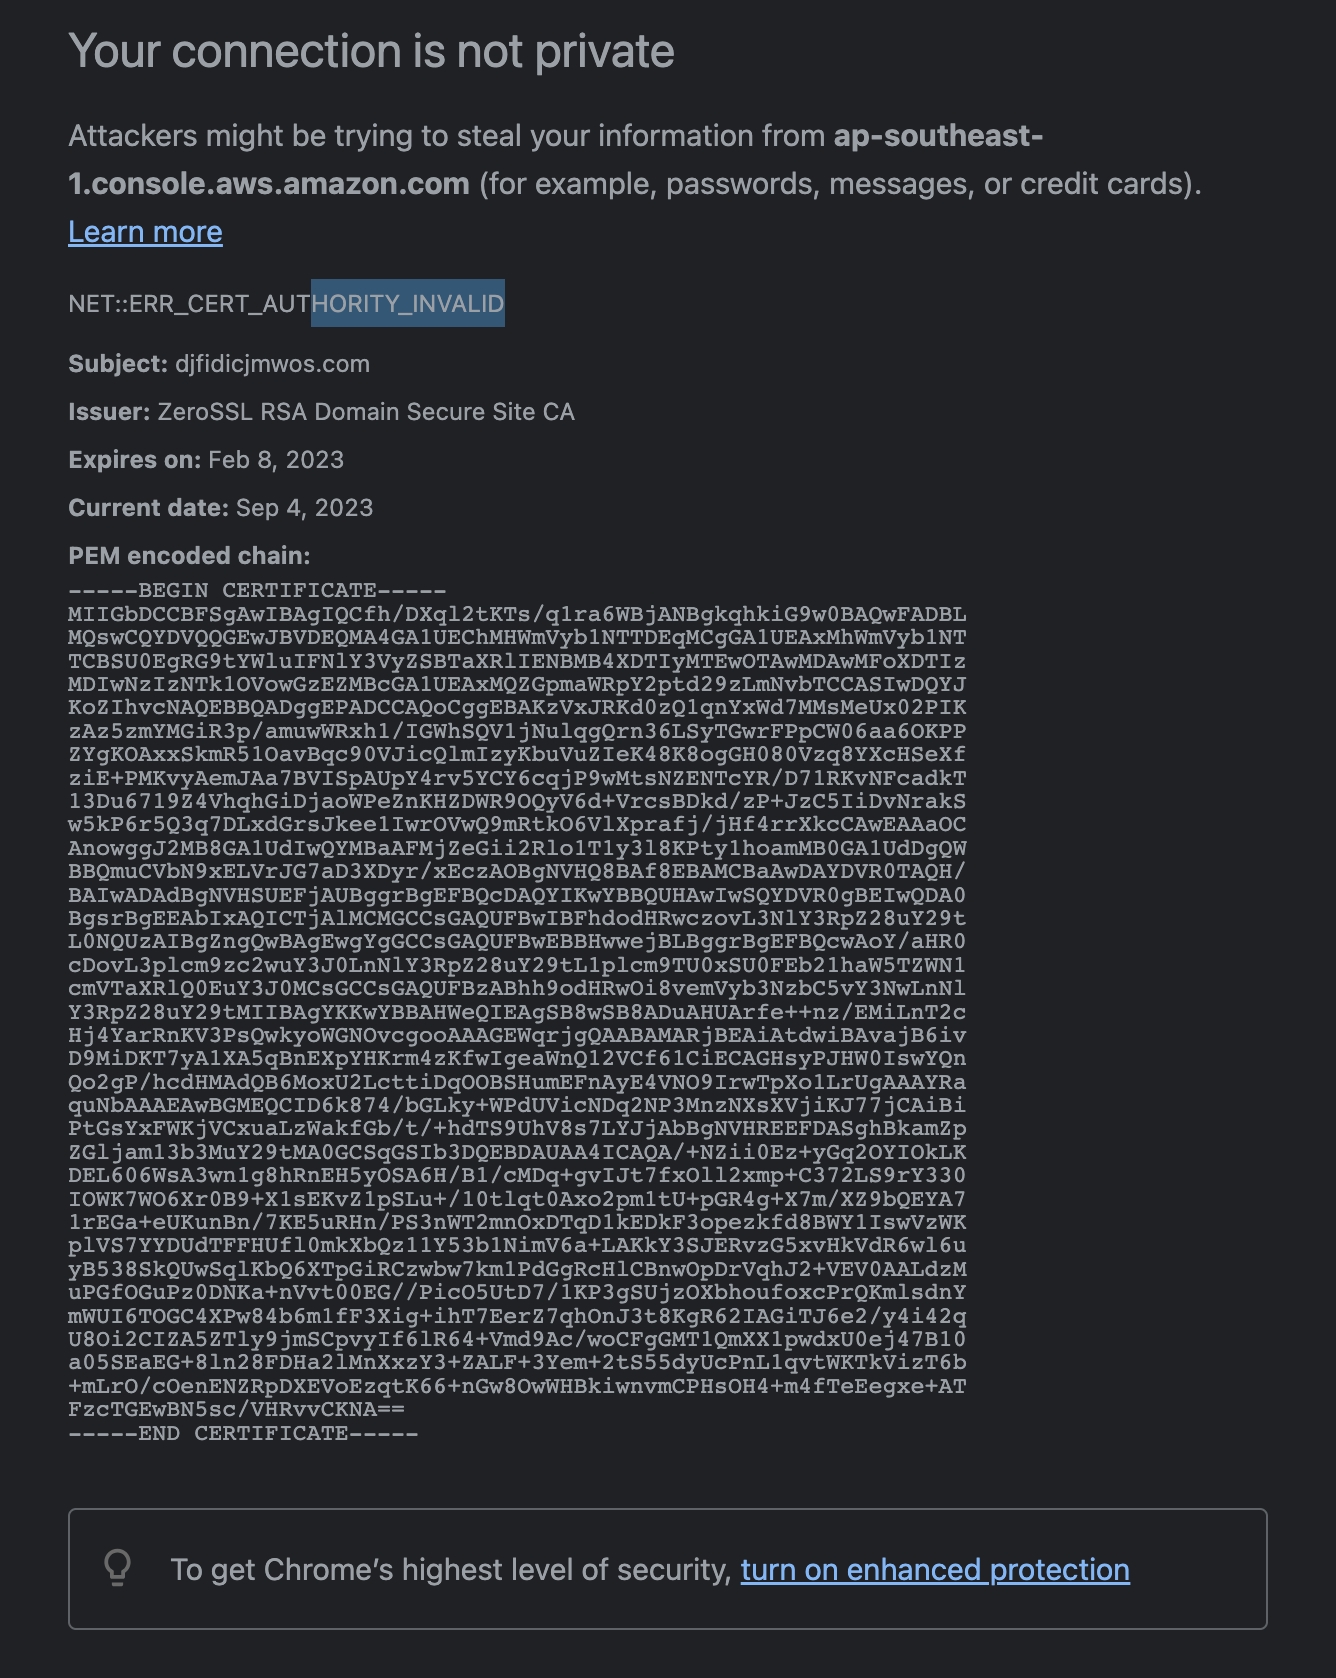 Your connection is not private
Attackers might be trying to steal your information from ap-southeast-
1.console.aws.amazon.com (for example, passwords, messages, or credit cards).
Learn more
NET::ERR_CERT_AUTHORITY_INVALID
Subject: djfidicjmwos.com
Issuer: ZeroSSL RSA Domain Secure Site CA
Expires on: Feb 8, 2023
Current date: Sep 4, 2023
PEM encoded chain:
-----BEGIN CERTIFICATE-----
MIIGbDCCBFSgAwIBAgIQCfh/DXql2tKTs/q1ra6WBjANBgkqhkiG9w0BAQwFADBL
MQswCQYDVQQGEwJBVDEQMA4GA1UEChMHWmVyb1NTTDEqMCgGA1UEAxMhWmVyb1NT
TCBSU0EgRG9tYWluIFNlY3VyZSBTaXRlIENBMB4XDTIyMTEwOTAwMDAwMFoXDTIz
MDIwNzIzNTk1OVowGzEZMBcGA1UEAxMQZGpmaWRpY2ptd29zLmNvbTCCASIwDQYJ
KoZIhvcNAQEBBQADggEPADCCAQoCggEBAKzVxJRKd0zQ1qnYxWd7MMsMeUx02PIK
zAz5zmYMGiR3p/amuwWRxh1/IGWhSQV1jNulqgQrn36LSyTGwrFPpCW06aa6OKPP
ZYgKOAxxSkmR51OavBqc90VJicQlmIzyKbuVuZIeK48K8ogGH080Vzq8YXcHSeXf
ziE+PMKvyAemJAa7BVISpAUpY4rv5YCY6cqjP9wMtsNZENTcYR/D71RKvNFcadkT
13Du6719Z4VhqhGiDjaoWPeZnKHZDWR9OQyV6d+VrcsBDkd/zP+JzC5IiDvNrakS
w5kP6r5Q3q7DLxdGrsJkee1IwrOVwQ9mRtkO6VlXprafj/jHf4rrXkcCAwEAAaOC
AnowggJ2MB8GA1UdIwQYMBaAFMjZeGii2Rlo1T1y3l8KPty1hoamMB0GA1UdDgQW
BBQmuCVbN9xELVrJG7aD3XDyr/xEczAOBgNVHQ8BAf8EBAMCBaAwDAYDVR0TAQH/
BAIwADAdBgNVHSUEFjAUBggrBgEFBQcDAQYIKwYBBQUHAwIwSQYDVR0gBEIwQDA0
BgsrBgEEAbIxAQICTjAlMCMGCCsGAQUFBwIBFhdodHRwczovL3NlY3RpZ28uY29t
L0NQUzAIBgZngQwBAgEwgYgGCCsGAQUFBwEBBHwwejBLBggrBgEFBQcwAoY/aHR0
cDovL3plcm9zc2wuY3J0LnNlY3RpZ28uY29tL1plcm9TU0xSU0FEb21haW5TZWN1
cmVTaXRlQ0EuY3J0MCsGCCsGAQUFBzABhh9odHRwOi8vemVyb3NzbC5vY3NwLnNl
Y3RpZ28uY29tMIIBAgYKKwYBBAHWeQIEAgSB8wSB8ADuAHUArfe++nz/EMiLnT2c
Hj4YarRnKV3PsQwkyoWGNOvcgooAAAGEWqrjgQAABAMARjBEAiAtdwiBAvajB6iv
D9MiDKT7yA1XA5qBnEXpYHKrm4zKfwIgeaWnQ12VCf61CiECAGHsyPJHW0IswYQn
Qo2gP/hcdHMAdQB6MoxU2LcttiDqOOBSHumEFnAyE4VNO9IrwTpXo1LrUgAAAYRa
quNbAAAEAwBGMEQCID6k874/bGLky+WPdUVicNDq2NP3MnzNXsXVjiKJ77jCAiBi
PtGsYxFWKjVCxuaLzWakfGb/t/+hdTS9UhV8s7LYJjAbBgNVHREEFDASghBkamZp
ZGljam13b3MuY29tMA0GCSqGSIb3DQEBDAUAA4ICAQA/+NZii0Ez+yGq2OYIOkLK
DEL606WsA3wn1g8hRnEH5yOSA6H/B1/cMDq+gvIJt7fxOll2xmp+C372LS9rY330
IOWK7WO6Xr0B9+X1sEKvZ1pSLu+/10tlqt0Axo2pm1tU+pGR4g+X7m/XZ9bQEYA7
1rEGa+eUKunBn/7KE5uRHn/PS3nWT2mnOxDTqD1kEDkF3opezkfd8BWY1IswVzWK
plVS7YYDUdTFFHUfl0mkXbQz11Y53b1NimV6a+LAKkY3SJERvzG5xvHkVdR6wl6u
yB538SkQUwSqlKbQ6XTpGiRCzwbw7km1PdGgRcHlCBnwOpDrVqhJ2+VEV0AALdzM
uPGfOGuPz0DNKa+nVvt00EG//PicO5UtD7/1KP3gSUjzOXbhoufoxcPrQKmlsdnY
mWUI6TOGC4XPw84b6m1fF3Xig+ihT7EerZ7qhOnJ3t8KgR62IAGiTJ6e2/y4i42q
U8Oi2CIZA5ZTly9jmSCpvyIf6lR64+Vmd9Ac/woCFgGMT1QmXX1pwdxU0ej47B10
a05SEaEG+8ln28FDHa2lMnXxzY3+ZALF+3Yem+2tS55dyUcPnL1qvtWKTkVizT6b
+mLrO/cOenENZRpDXEVoEzqtK66+nGw8OwWHBkiwnvmCPHsOH4+m4fTeEegxe+AT
FzcTGEwBN5sc/VHRvvCKNA==
-----END CERTIFICATE-----
To get Chrome’s highest level of security, turn on enhanced protection